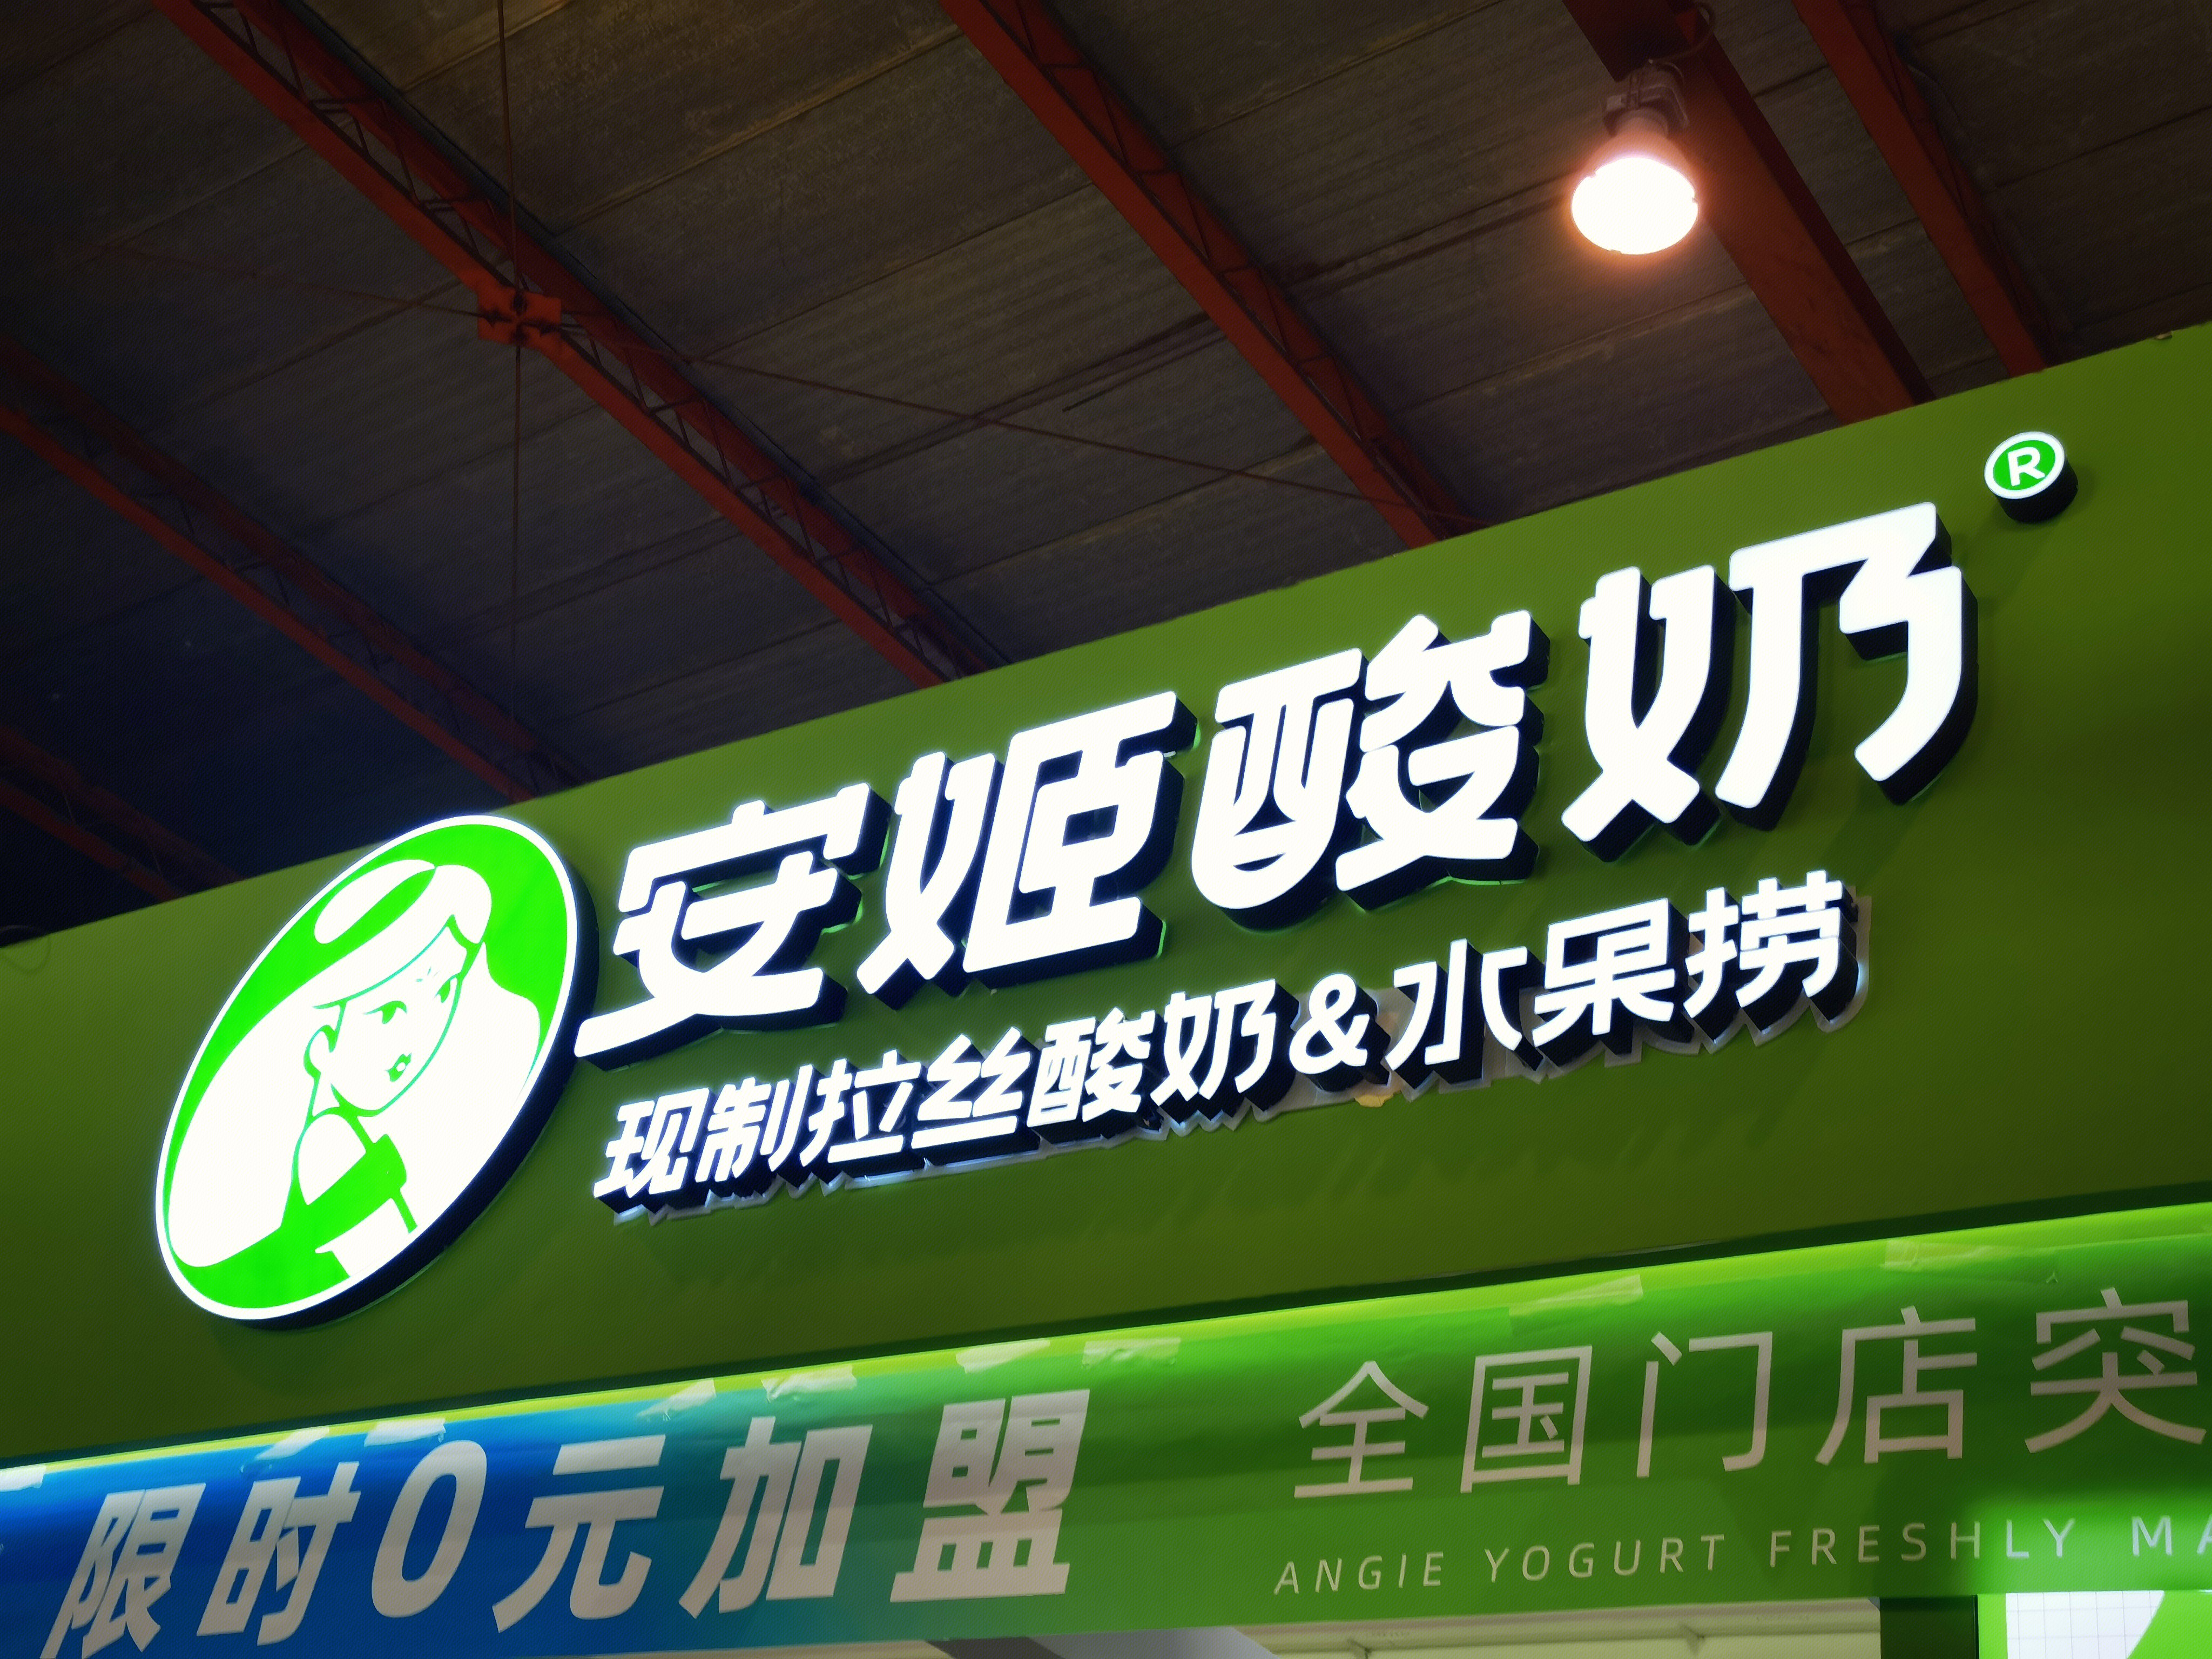 安姬酸奶®
现制拉丝酸奶&水果捞
限时0元加盟
全国门店突
ANGIE YOGURT FRESHLY MA